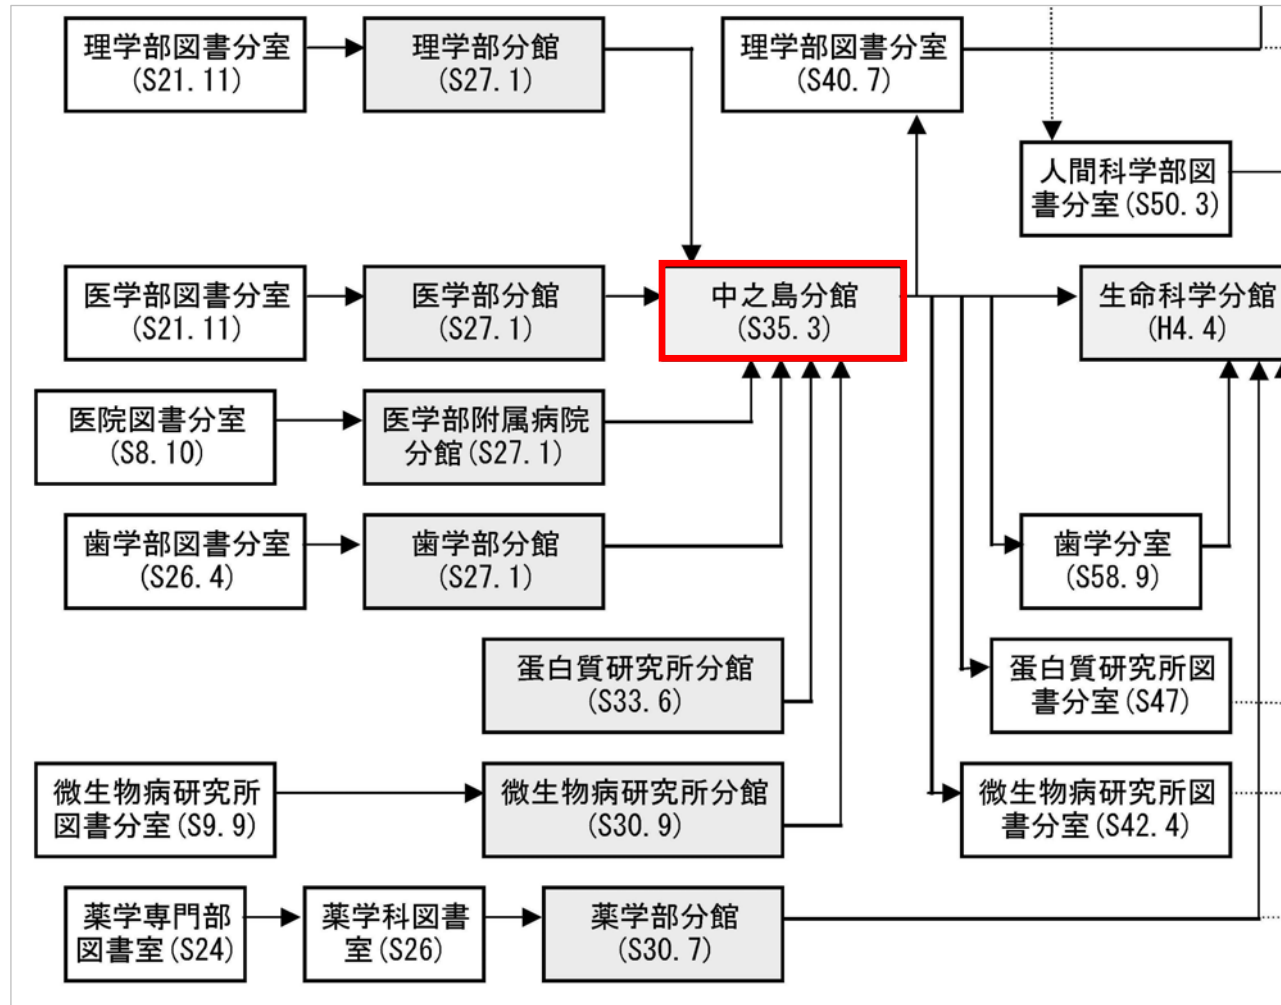 理学部図書分室
(S21.11)
理学部分館
(S27.1)
理学部図書分室
(S40.7)
人間科学部図
書分室(S50.3)
医学部図書分室
(S21.11)
医学部分館
(S27.1)
中之島分館
(S35.3)
生命科学分館
(H4.4)
医院図書分室
(S8.10)
医学部附属病院
分館(S27.1)
歯学部図書分室
(S26.4)
歯学部分館
(S27.1)
歯学分室
(S58.9)
蛋白質研究所分館
(S33.6)
蛋白質研究所図
書分室(S47)
微生物病研究所
図書分室(S9.9)
微生物病研究所分館
(S30.9)
微生物病研究所図
書分室(S42.4)
薬学専門部
図書室(S24)
薬学科図書
室(S26)
薬学部分館
(S30.7)